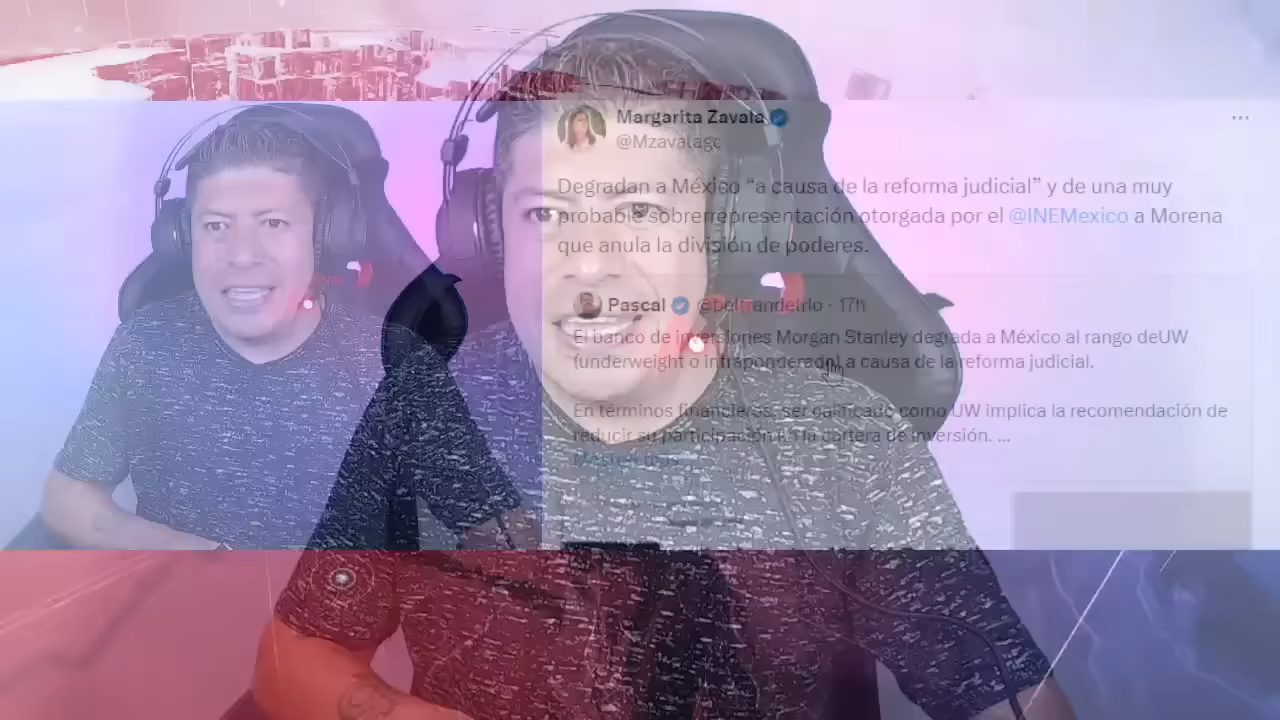 Margarita Zavala
@Mzavalagc
Degradan a México “a causa de la reforma judicial” y de una muy
probable sobrerrepresentación otorgada por el @INEMexico a Morena
que anula la división de poderes.
Pascal @beltrandelrio · 17h
El banco de inversiones Morgan Stanley degrada a México al rango deUW
(underweight o infraponderado) a causa de la reforma judicial.
En términos financieros, ser calificado como UW implica la recomendación de
reducir su participación en la cartera de inversión. ...